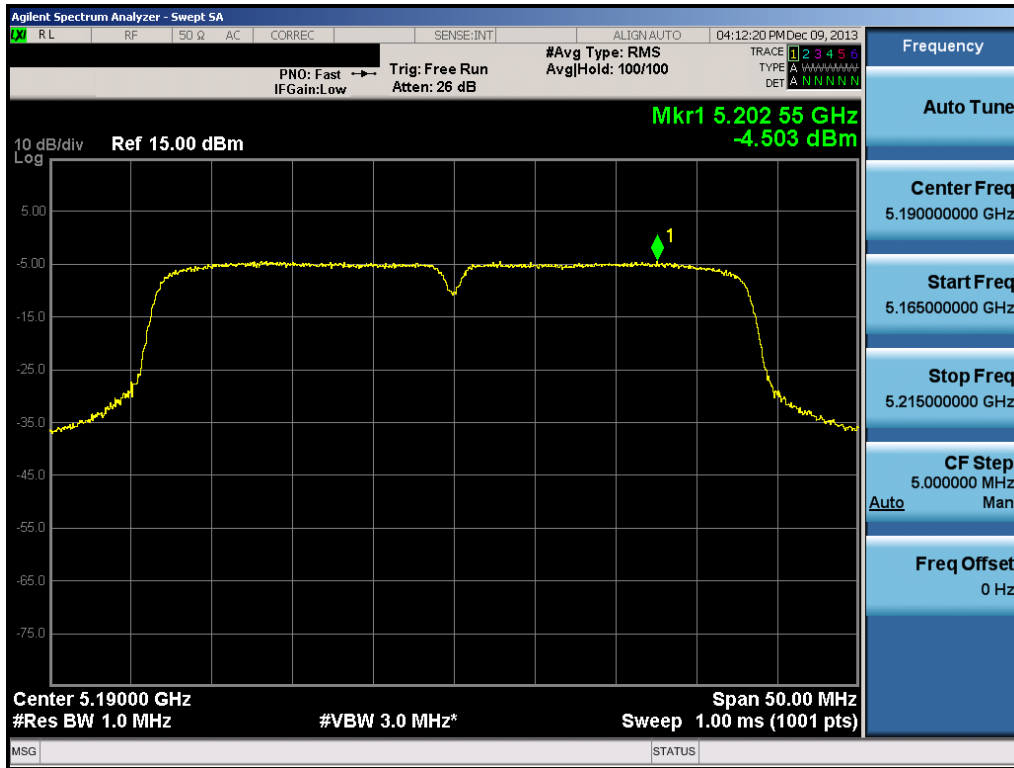 Agilent Spectrum Analyzer - Swept SA
LXI RL RF 50 Ω AC CORREC SENSE:INT ALIGN AUTO 04:12:20 PM Dec 09, 2013
PNO: Fast
IFGain:Low
Trig: Free Run
Atten: 26 dB
#Avg Type: RMS
Avg|Hold: 100/100
TRACE 1 2 3 4 5 6
TYPE A WWWWW
DET A N N N N N
Mkr1 5.202 55 GHz
-4.503 dBm
10 dB/div Ref 15.00 dBm
Log
1
5.00
-5.00
-15.0
-25.0
-35.0
-45.0
-55.0
-65.0
-75.0
Center 5.19000 GHz Span 50.00 MHz
#Res BW 1.0 MHz #VBW 3.0 MHz* Sweep 1.00 ms (1001 pts)
MSG STATUS
Frequency
Auto Tune
Center Freq
5.190000000 GHz
Start Freq
5.165000000 GHz
Stop Freq
5.215000000 GHz
CF Step
5.000000 MHz
Auto Man
Freq Offset
0 Hz